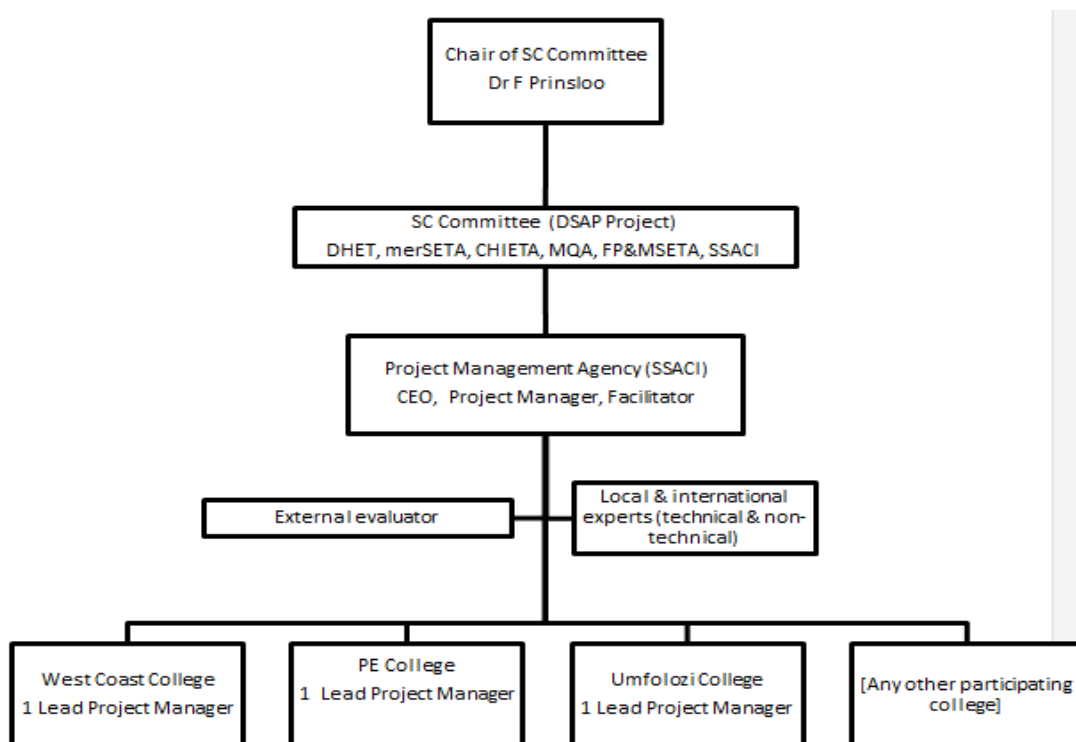 Chair of SC Committee
Dr F Prinsloo
SC Committee (DSAP Project)
DHET, merSETA, CHIETA, MQA, FP&MSETA, SSACI
Project Management Agency (SSACI)
CEO, Project Manager, Facilitator
External evaluator
Local & international
experts (technical & non-
technical)
West Coast College
1 Lead Project Manager
PE College
1 Lead Project Manager
Umfolozi College
1 Lead Project Manager
[Any other participating
college]